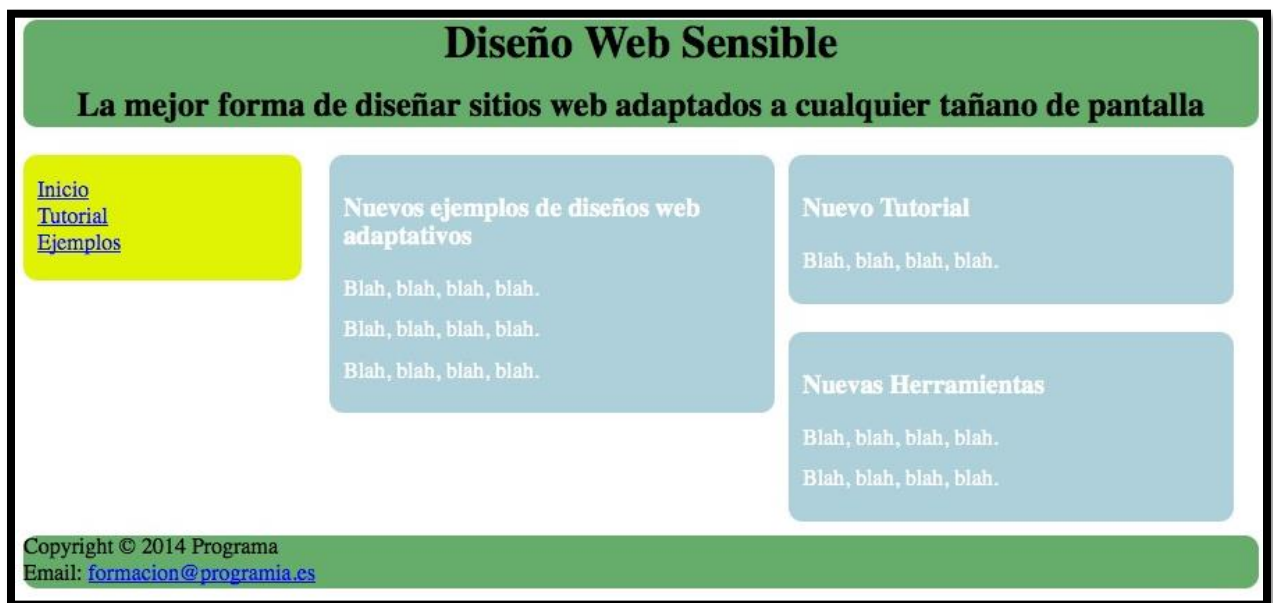 Diseño Web Sensible
La mejor forma de diseñar sitios web adaptados a cualquier tañano de pantalla
Inicio
Tutorial
Ejemplos
Nuevos ejemplos de diseños web
adaptativos
Blah, blah, blah, blah.
Blah, blah, blah, blah.
Blah, blah, blah, blah.
Nuevo Tutorial
Blah, blah, blah, blah.
Nuevas Herramientas
Blah, blah, blah, blah.
Blah, blah, blah, blah.
Copyright © 2014 Programa
Email: formacion@programia.es